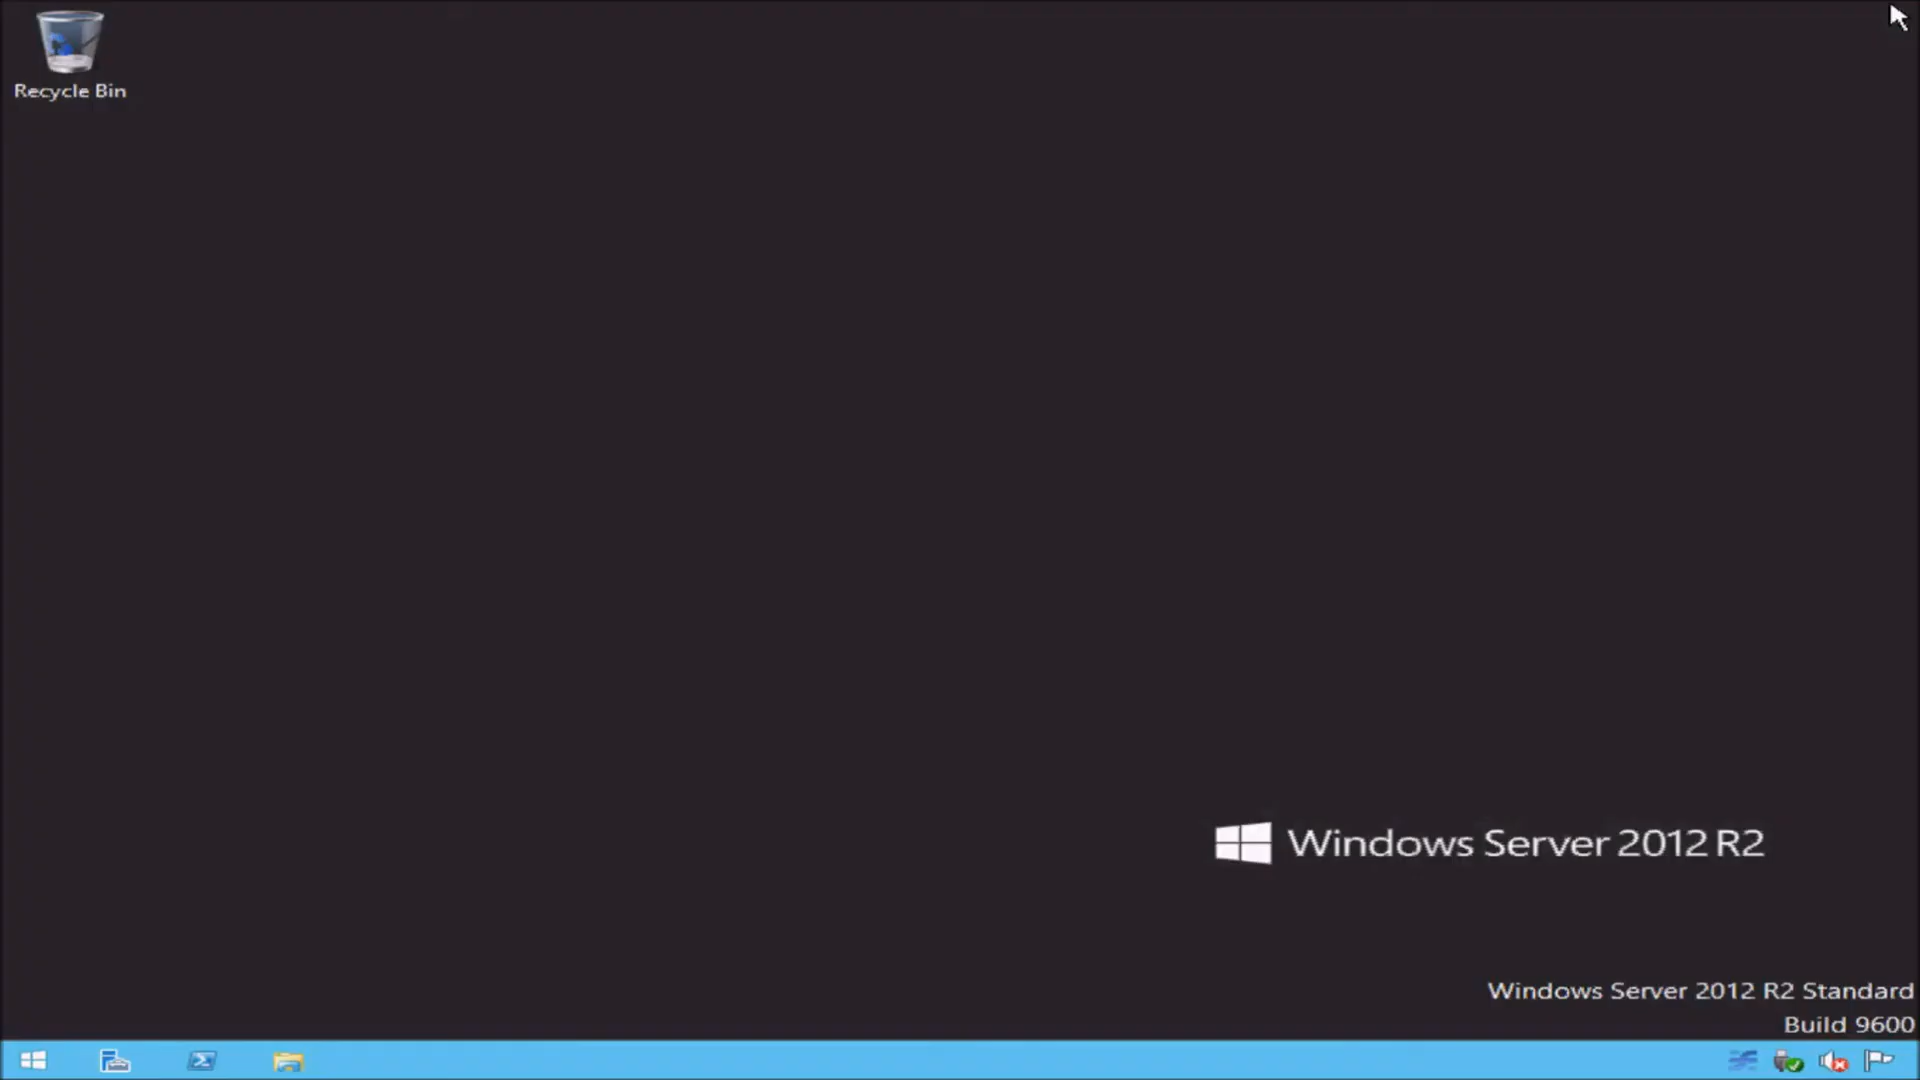 Recycle Bin
Windows Server 2012 R2
Windows Server 2012 R2 Standard
Build 9600